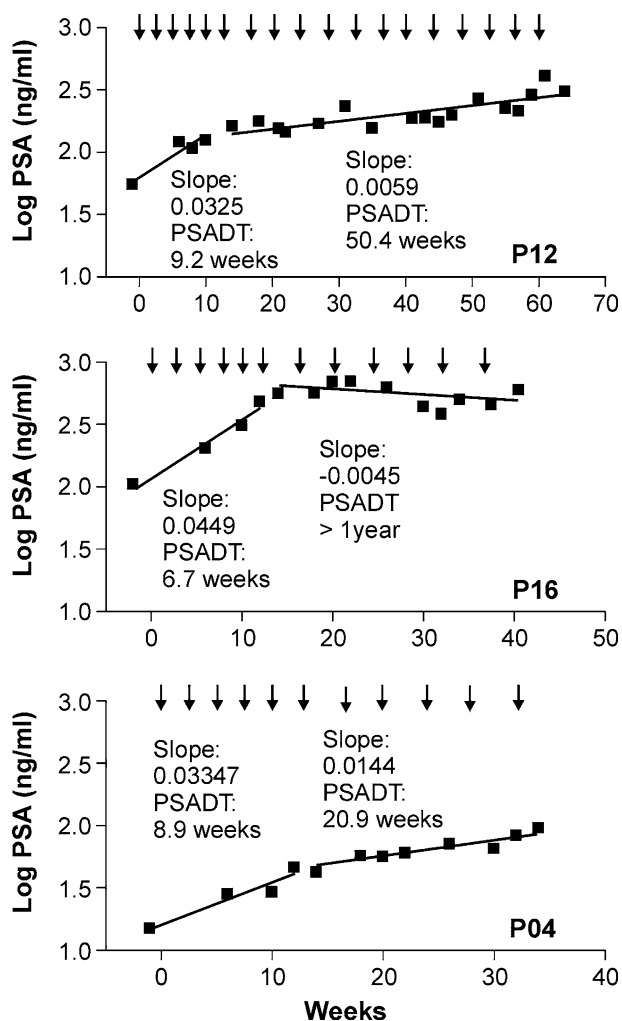 Log PSA (ng/ml)
3.0
2.5
2.0
1.5
1.0
Slope:
0.0325
PSADT:
9.2 weeks
Slope:
0.0059
PSADT:
50.4 weeks
P12
0 10 20 30 40 50 60 70
Log PSA (ng/ml)
3.0
2.5
2.0
1.5
1.0
Slope:
0.0449
PSADT:
6.7 weeks
Slope:
-0.0045
PSADT
> 1year
P16
0 10 20 30 40 50
Log PSA (ng/ml)
3.0
2.5
2.0
1.5
1.0
Slope:
0.03347
PSADT:
8.9 weeks
Slope:
0.0144
PSADT:
20.9 weeks
P04
0 10 20 30 40
Weeks